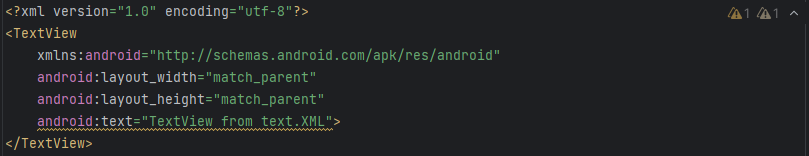 <?xml version="1.0" encoding="utf-8"?>
1 1
<TextView
xmlns:android="http://schemas.android.com/apk/res/android"
android:layout_width="match_parent"
android:layout_height="match_parent"
android:text="TextView from text.XML">
</TextView>